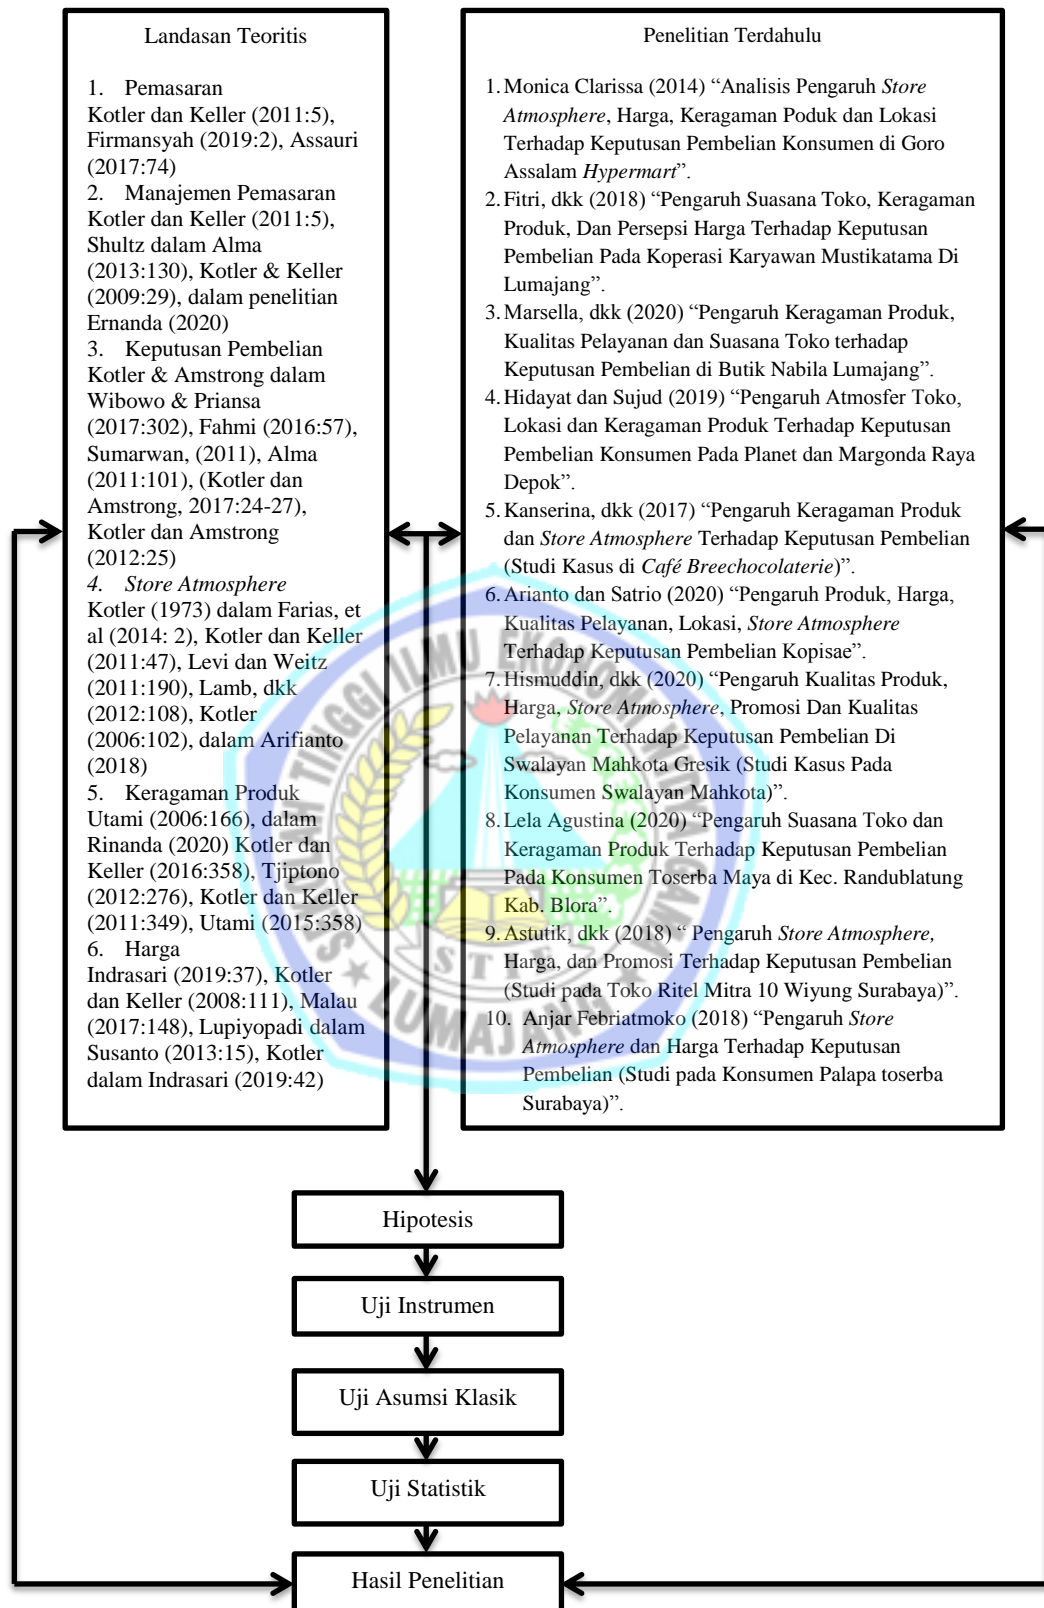 Landasan Teoritis
1. Pemasaran
Kotler dan Keller (2011:5),
Firmansyah (2019:2), Assauri
(2017:74)
2. Manajemen Pemasaran
Kotler dan Keller (2011:5),
Shultz dalam Alma
(2013:130), Kotler & Keller
(2009:29), dalam penelitian
Ernanda (2020)
3. Keputusan Pembelian
Kotler & Amstrong dalam
Wibowo & Priansa
(2017:302), Fahmi (2016:57),
Sumarwan, (2011), Alma
(2011:101), (Kotler dan
Amstrong, 2017:24-27),
Kotler dan Amstrong
(2012:25)
4. Store Atmosphere
Kotler (1973) dalam Farias, et
al (2014: 2), Kotler dan Keller
(2011:47), Levi dan Weitz
(2011:190), Lamb, dkk
(2012:108), Kotler
(2006:102), dalam Arifianto
(2018)
5. Keragaman Produk
Utami (2006:166), dalam
Rinanda (2020) Kotler dan
Keller (2016:358), Tjiptono
(2012:276), Kotler dan Keller
(2011:349), Utami (2015:358)
6. Harga
Indrasari (2019:37), Kotler
dan Keller (2008:111), Malau
(2017:148), Lupiyopadi dalam
Susanto (2013:15), Kotler
dalam Indrasari (2019:42)
Penelitian Terdahulu
1. Monica Clarissa (2014) “Analisis Pengaruh Store
Atmosphere, Harga, Keragaman Poduk dan Lokasi
Terhadap Keputusan Pembelian Konsumen di Goro
Assalam Hypermart”.
2. Fitri, dkk (2018) “Pengaruh Suasana Toko, Keragaman
Produk, Dan Persepsi Harga Terhadap Keputusan
Pembelian Pada Koperasi Karyawan Mustikatama Di
Lumajang”.
3. Marsella, dkk (2020) “Pengaruh Keragaman Produk,
Kualitas Pelayanan dan Suasana Toko terhadap
Keputusan Pembelian di Butik Nabila Lumajang”.
4. Hidayat dan Sujud (2019) “Pengaruh Atmosfer Toko,
Lokasi dan Keragaman Produk Terhadap Keputusan
Pembelian Konsumen Pada Planet dan Margonda Raya
Depok”.
5. Kanserina, dkk (2017) “Pengaruh Keragaman Produk
dan Store Atmosphere Terhadap Keputusan Pembelian
(Studi Kasus di Café Breechocolaterie)”.
6. Arianto dan Satrio (2020) “Pengaruh Produk, Harga,
Kualitas Pelayanan, Lokasi, Store Atmosphere
Terhadap Keputusan Pembelian Kopisae”.
7. Hismuddin, dkk (2020) “Pengaruh Kualitas Produk,
Harga, Store Atmosphere, Promosi Dan Kualitas
Pelayanan Terhadap Keputusan Pembelian Di
Swalayan Mahkota Gresik (Studi Kasus Pada
Konsumen Swalayan Mahkota)”.
8. Lela Agustina (2020) “Pengaruh Suasana Toko dan
Keragaman Produk Terhadap Keputusan Pembelian
Pada Konsumen Toserba Maya di Kec. Randublatung
Kab. Blora”.
9. Astutik, dkk (2018) “ Pengaruh Store Atmosphere,
Harga, dan Promosi Terhadap Keputusan Pembelian
(Studi pada Toko Ritel Mitra 10 Wiyung Surabaya)”.
10. Anjar Febriatmoko (2018) “Pengaruh Store
Atmosphere dan Harga Terhadap Keputusan
Pembelian (Studi pada Konsumen Palapa toserba
Surabaya)”.
SEKOLAH TINGGI ILMU EKONOMI WIDYA GAMA
STIE
LUMAJANG
Hipotesis
Uji Instrumen
Uji Asumsi Klasik
Uji Statistik
Hasil Penelitian